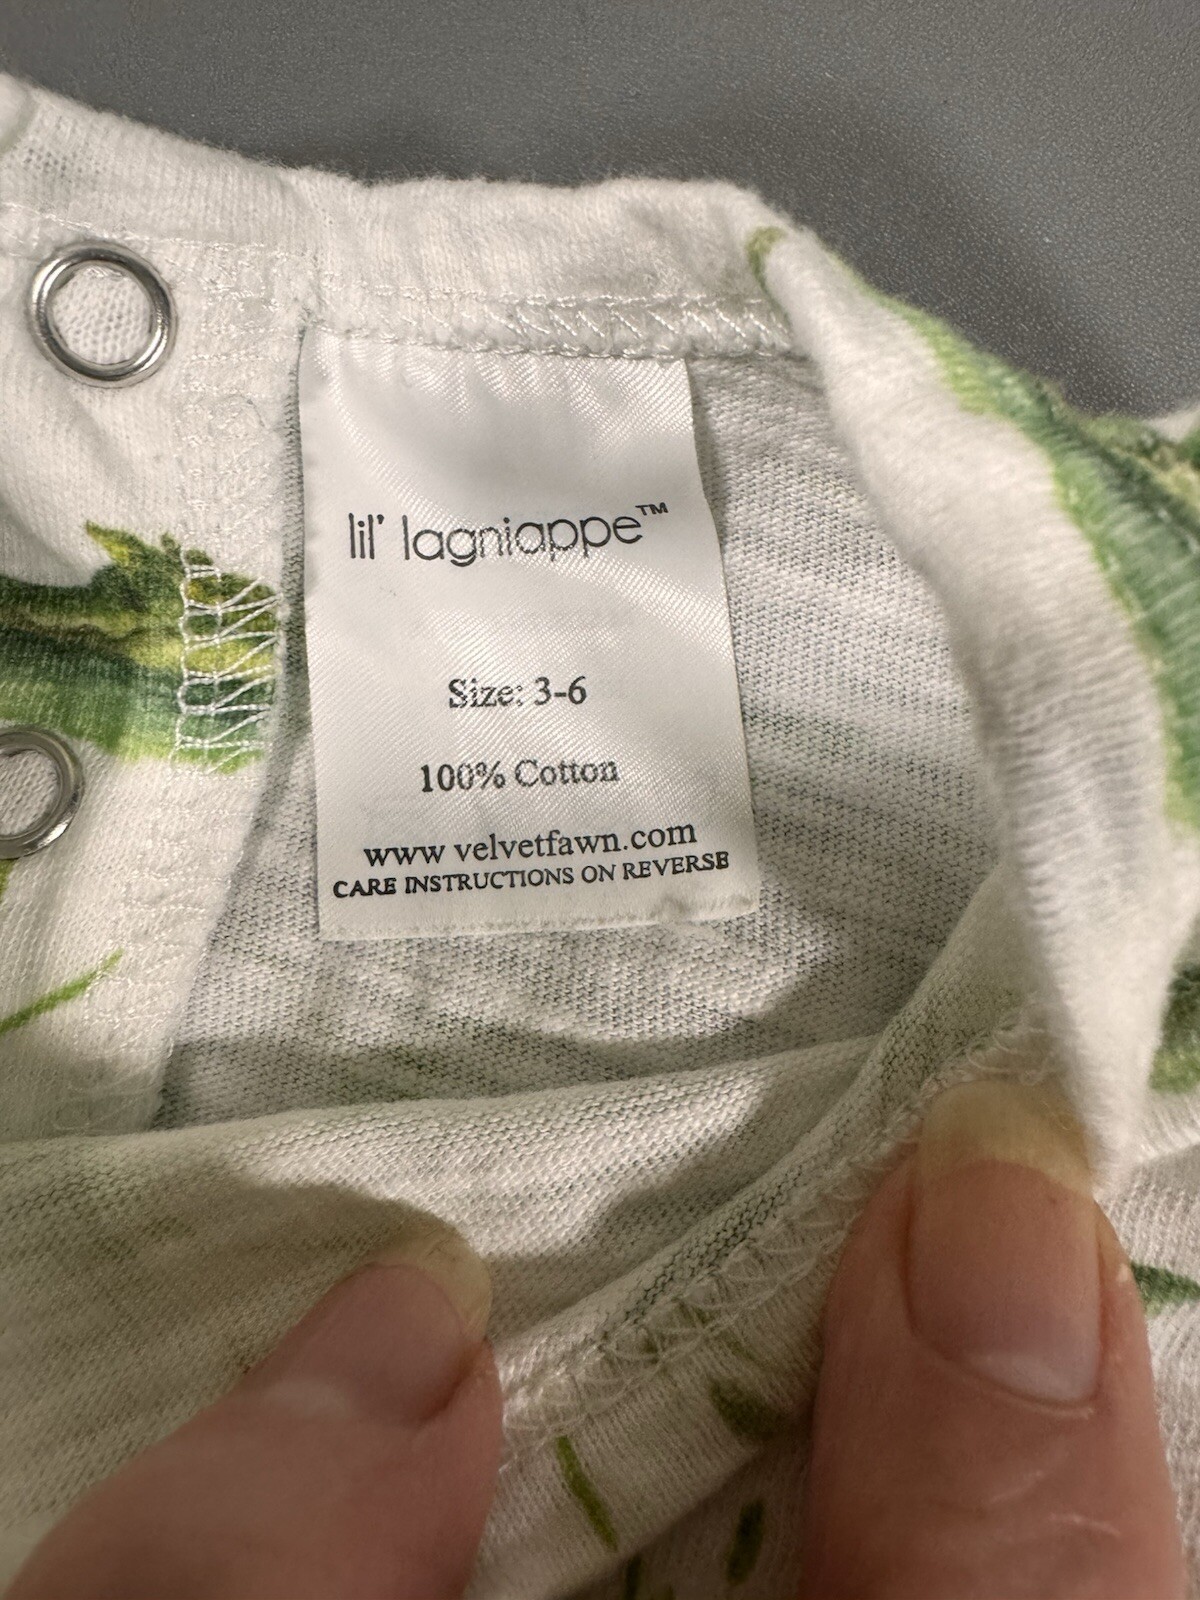 lil' lagniappe™
Size: 3-6
100% Cotton
www velvetfawn.com
CARE INSTRUCTIONS ON REVERSE